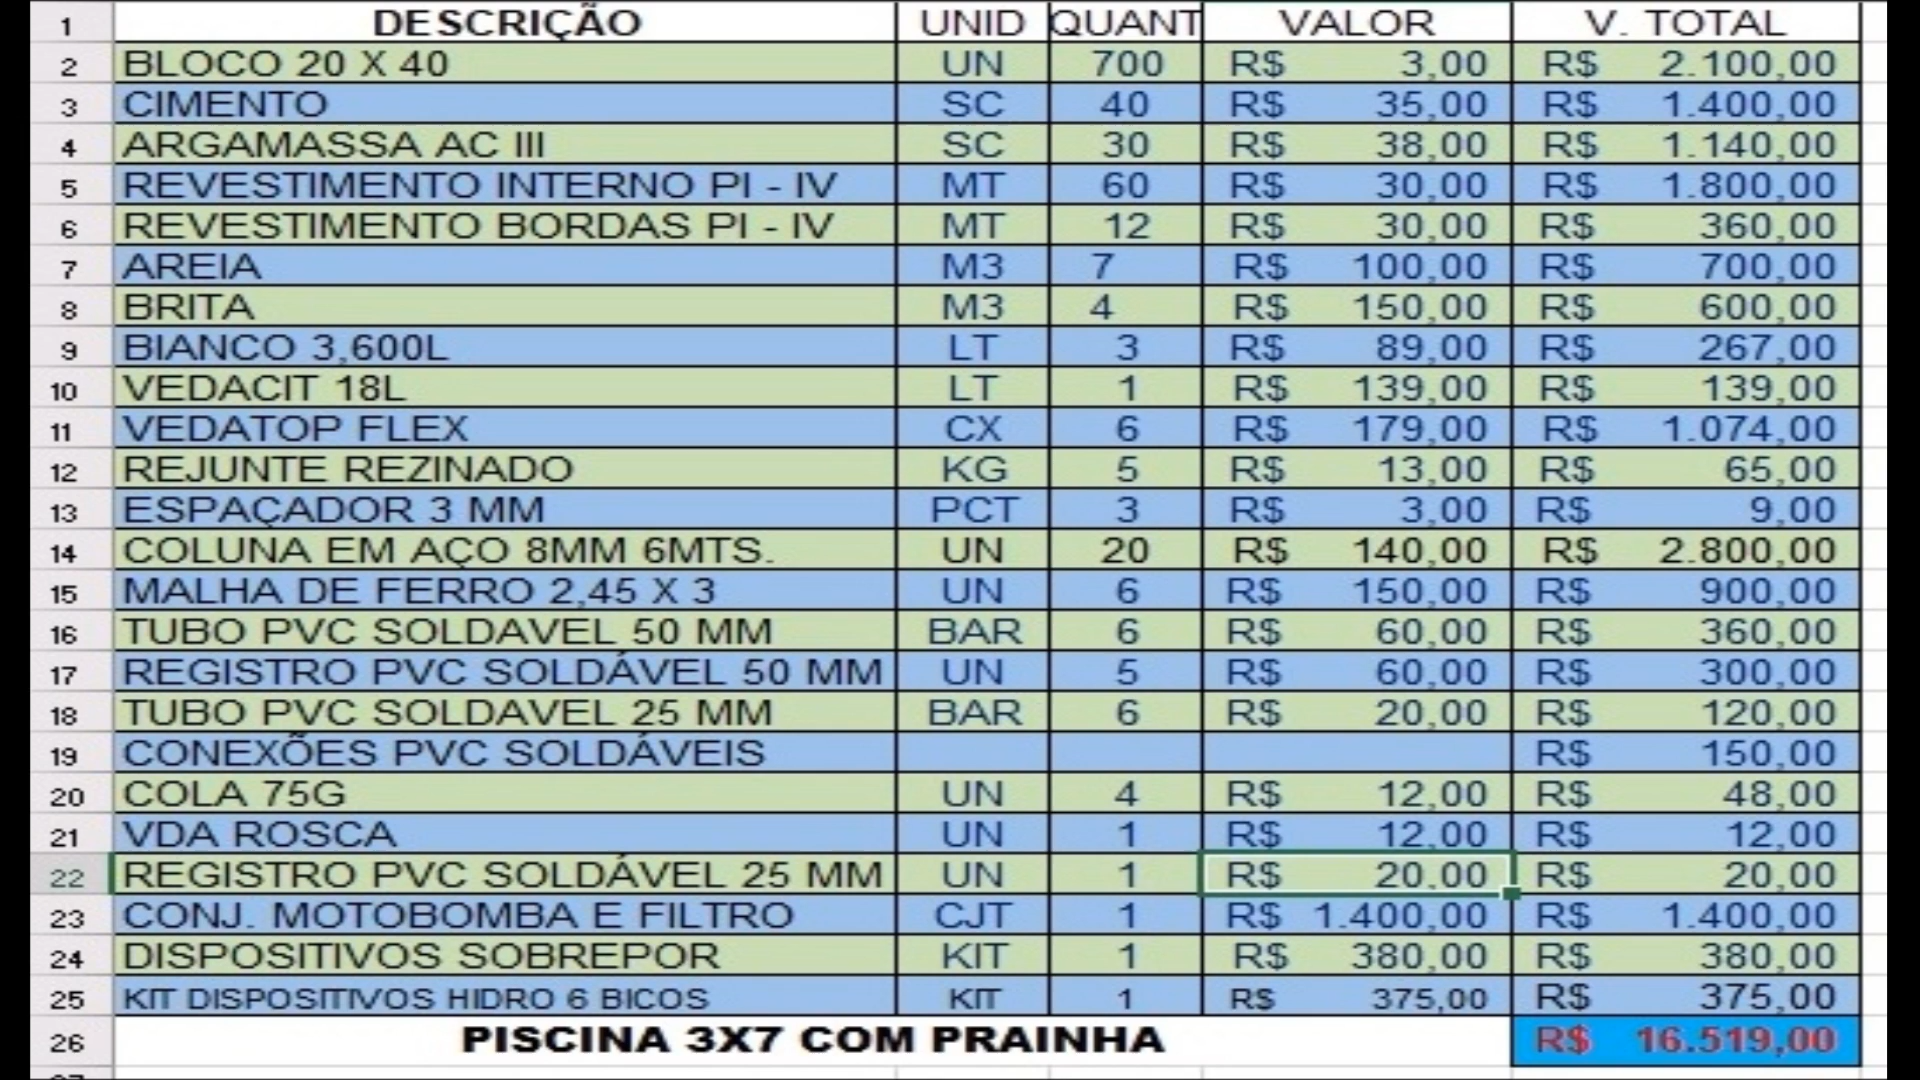 1 DESCRIÇÃO UNID QUANT VALOR V. TOTAL
2 BLOCO 20 X 40 UN 700 R$ 3,00 R$ 2.100,00
3 CIMENTO SC 40 R$ 35,00 R$ 1.400,00
4 ARGAMASSA AC III SC 30 R$ 38,00 R$ 1.140,00
5 REVESTIMENTO INTERNO PI - IV MT 60 R$ 30,00 R$ 1.800,00
6 REVESTIMENTO BORDAS PI - IV MT 12 R$ 30,00 R$ 360,00
7 AREIA M3 7 R$ 100,00 R$ 700,00
8 BRITA M3 4 R$ 150,00 R$ 600,00
9 BIANCO 3,600L LT 3 R$ 89,00 R$ 267,00
10 VEDACIT 18L LT 1 R$ 139,00 R$ 139,00
11 VEDATOP FLEX CX 6 R$ 179,00 R$ 1.074,00
12 REJUNTE REZINADO KG 5 R$ 13,00 R$ 65,00
13 ESPAÇADOR 3 MM PCT 3 R$ 3,00 R$ 9,00
14 COLUNA EM AÇO 8MM 6MTS. UN 20 R$ 140,00 R$ 2.800,00
15 MALHA DE FERRO 2,45 X 3 UN 6 R$ 150,00 R$ 900,00
16 TUBO PVC SOLDAVEL 50 MM BAR 6 R$ 60,00 R$ 360,00
17 REGISTRO PVC SOLDÁVEL 50 MM UN 5 R$ 60,00 R$ 300,00
18 TUBO PVC SOLDAVEL 25 MM BAR 6 R$ 20,00 R$ 120,00
19 CONEXÕES PVC SOLDÁVEIS R$ 150,00
20 COLA 75G UN 4 R$ 12,00 R$ 48,00
21 VDA ROSCA UN 1 R$ 12,00 R$ 12,00
22 REGISTRO PVC SOLDÁVEL 25 MM UN 1 R$ 20,00 R$ 20,00
23 CONJ. MOTOBOMBA E FILTRO CJT 1 R$ 1.400,00 R$ 1.400,00
24 DISPOSITIVOS SOBREPOR KIT 1 R$ 380,00 R$ 380,00
25 KIT DISPOSITIVOS HIDRO 6 BICOS KIT 1 R$ 375,00 R$ 375,00
26 PISCINA 3X7 COM PRAINHA R$ 16.519,00